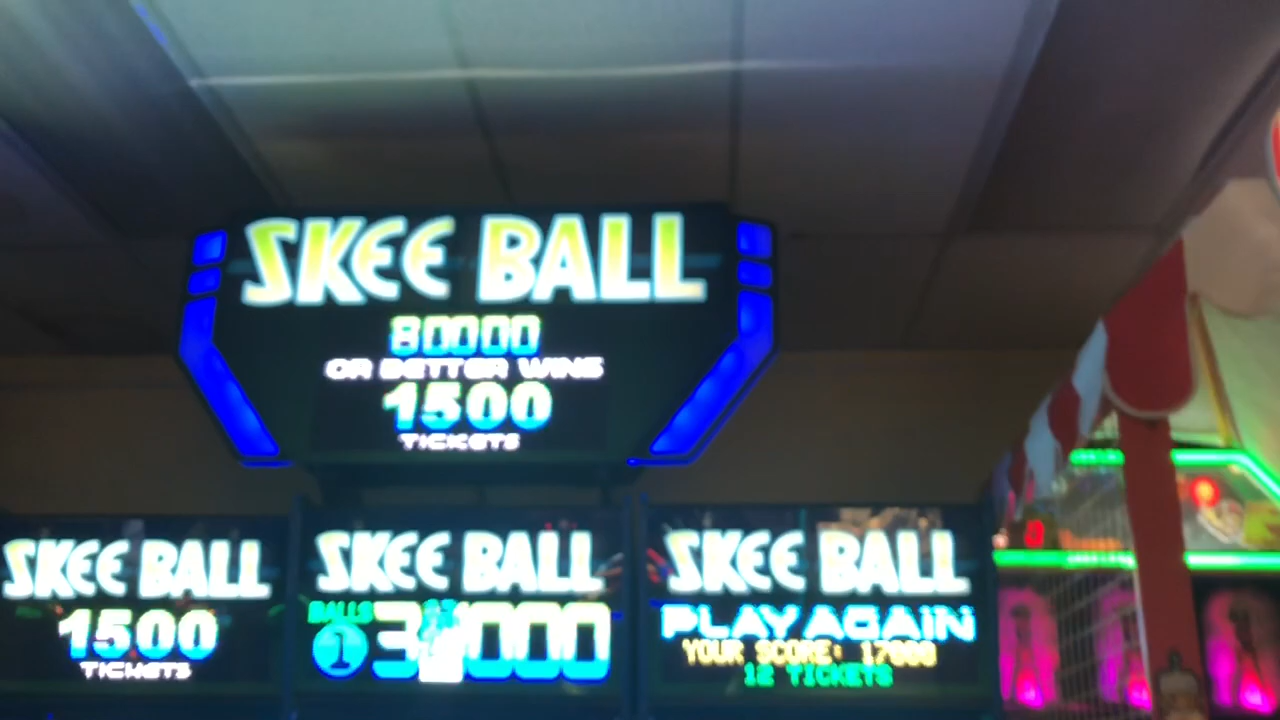 SKEE BALL
80000
OR BETTER WINS
1500
TICKETS
SKEE BALL
1500
TICKETS
SKEE BALL
BALLS
1
SKEE BALL
PLAY AGAIN
YOUR SCORE:
12 TICKETS